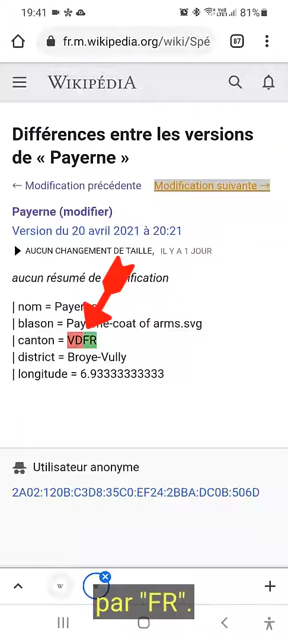 19:41
81%
fr.m.wikipedia.org/wiki/Spé
87
WIKIPÉDIA
Différences entre les versions
de « Payerne »
← Modification précédente
Modification suivante →
Payerne (modifier)
Version du 20 avril 2021 à 20:21
AUCUN CHANGEMENT DE TAILLE, IL Y A 1 JOUR
aucun résumé de modification
| nom = Payerne
| blason = Payerne-coat of arms.svg
| canton = VDFR
| district = Broye-Vully
| longitude = 6.93333333333
Utilisateur anonyme
2A02:120B:C3D8:35C0:EF24:2BBA:DC0B:506D
W
par "FR".